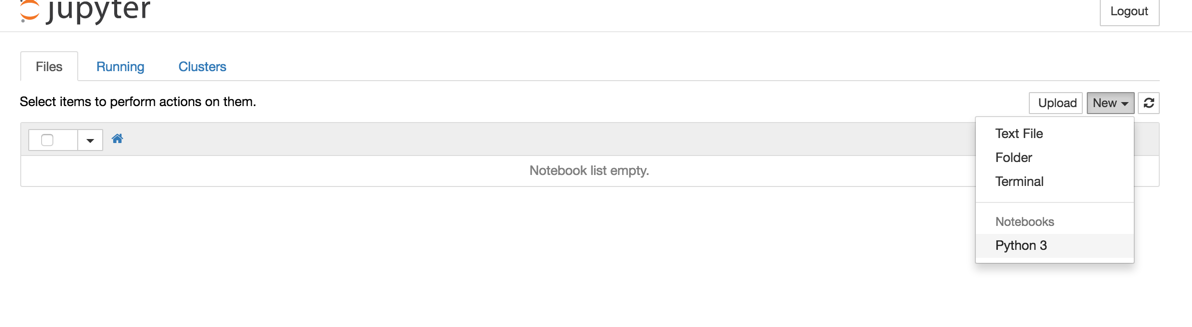 jupyter
Logout
Files Running Clusters
Select items to perform actions on them.
Upload New
Text File
Folder
Terminal
Notebook list empty.
Notebooks
Python 3